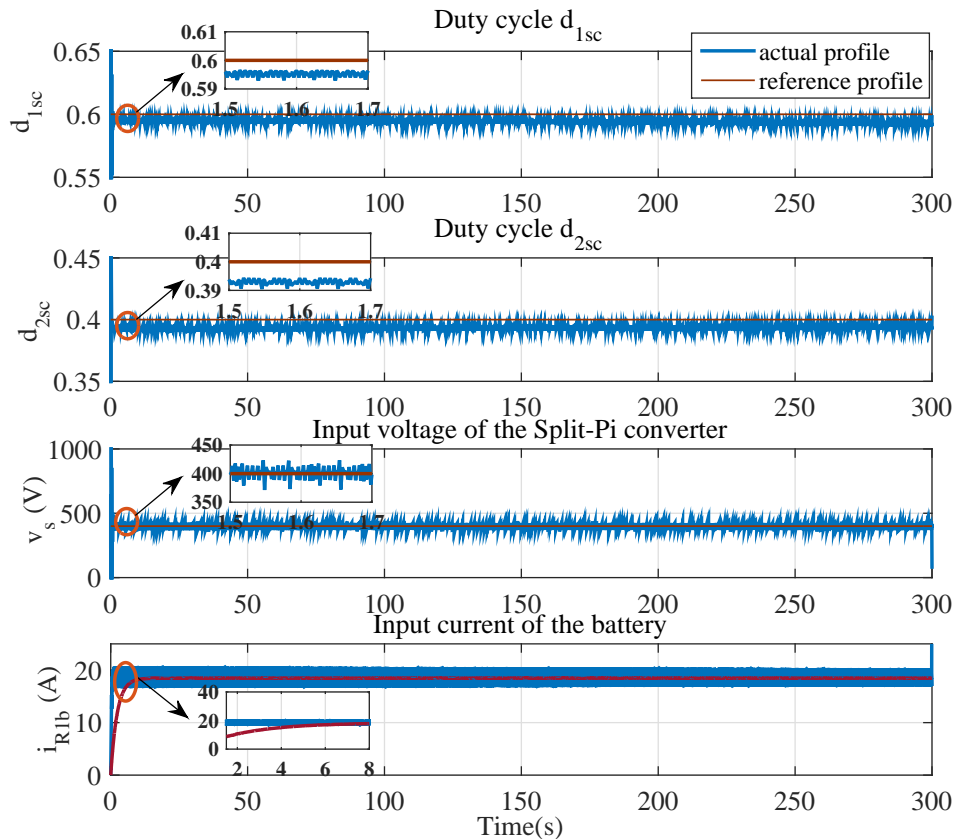 Duty cycle d1sc
actual profile
reference profile
d1sc
0.65
0.6
0.55
0.61
0.6
0.59
1.5 1.6 1.7
0 50 100 150 200 250 300
Duty cycle d2sc
d2sc
0.45
0.4
0.35
0.41
0.4
0.39
1.5 1.6 1.7
0 50 100 150 200 250 300
Input voltage of the Split-Pi converter
vs (V)
1000
500
0
450
400
350
1.5 1.6 1.7
0 50 100 150 200 250 300
Input current of the battery
iR1b (A)
20
10
0
40
20
0
2 4 6 8
0 50 100 150 200 250 300
Time(s)